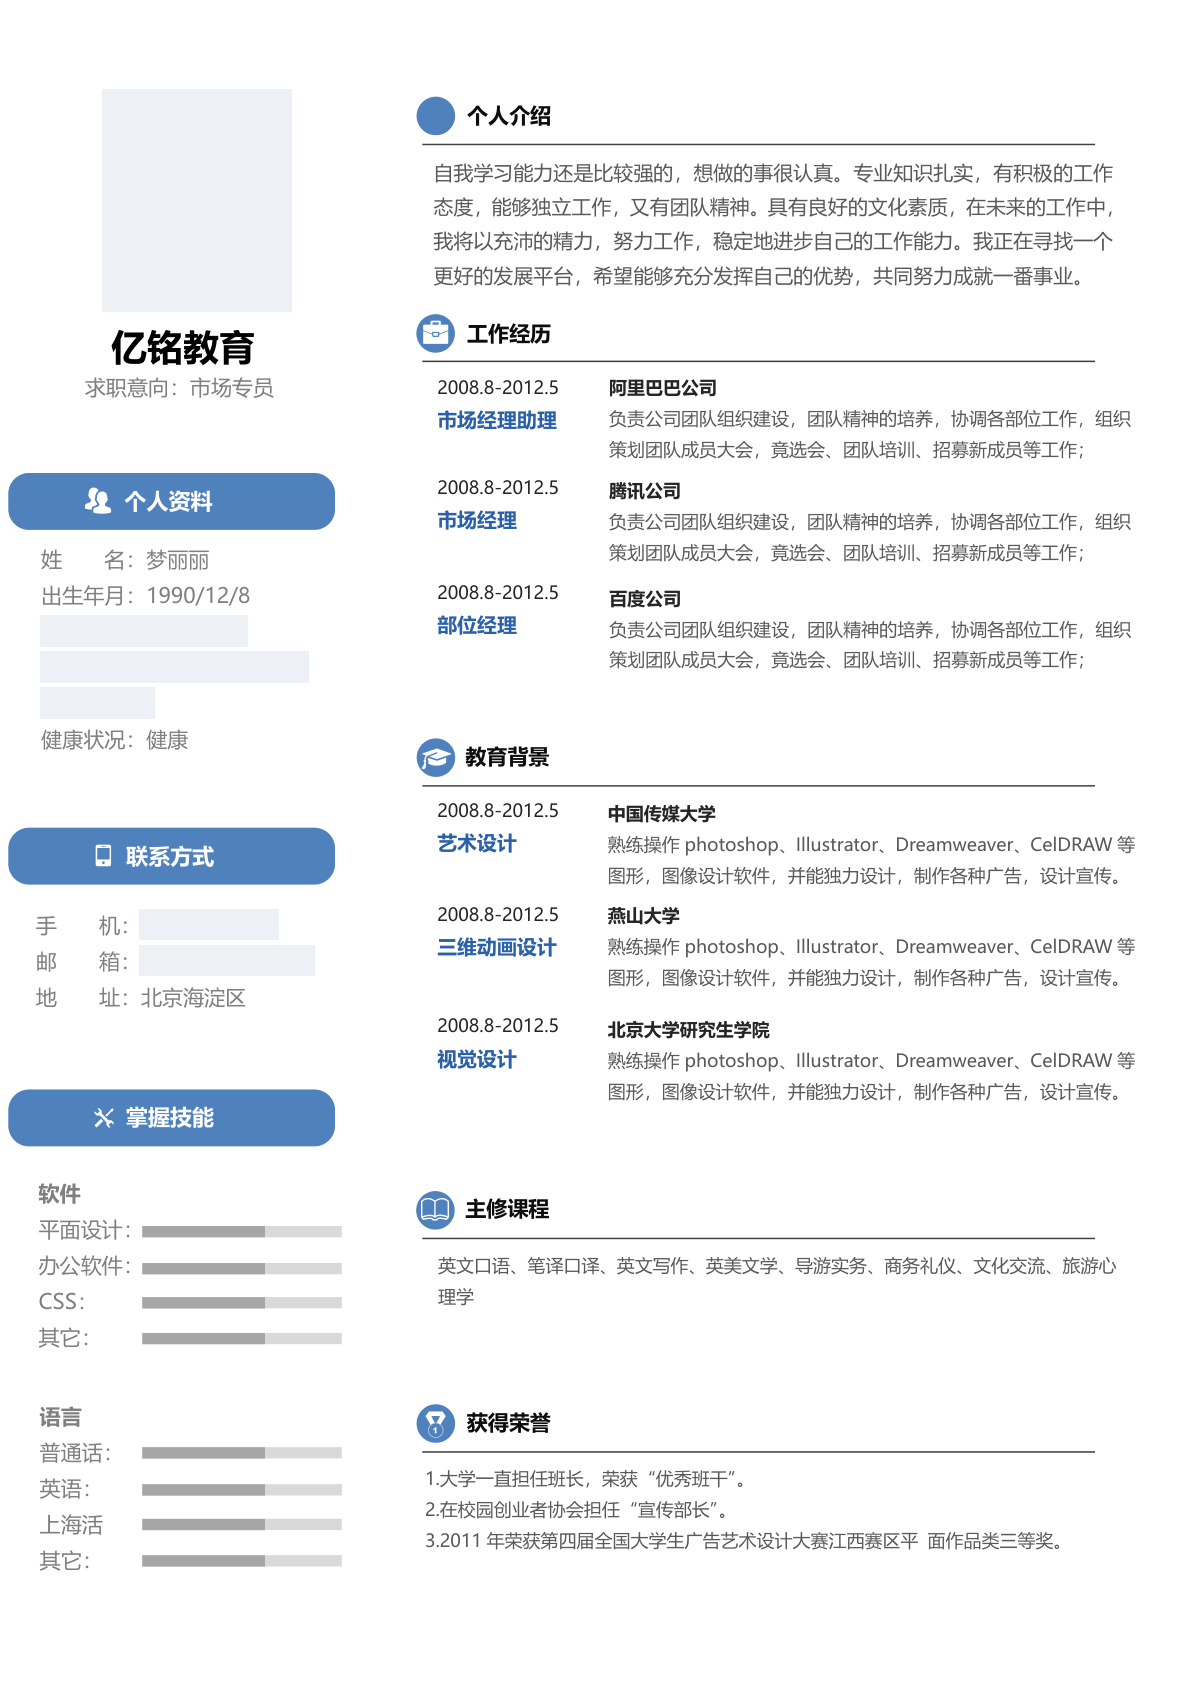 亿铭教育
求职意向：市场专员
个人资料
姓　　名：梦丽丽
出生年月：1990/12/8
健康状况：健康
联系方式
手　　机：
邮　　箱：
地　　址：北京海淀区
掌握技能
软件
平面设计：
办公软件：
CSS：
其它：
语言
普通话：
英语：
上海活
其它：
个人介绍
自我学习能力还是比较强的，想做的事很认真。专业知识扎实，有积极的工作
态度，能够独立工作，又有团队精神。具有良好的文化素质，在未来的工作中，
我将以充沛的精力，努力工作，稳定地进步自己的工作能力。我正在寻找一个
更好的发展平台，希望能够充分发挥自己的优势，共同努力成就一番事业。
工作经历
2008.8-2012.5
市场经理助理
阿里巴巴公司
负责公司团队组织建设，团队精神的培养，协调各部位工作，组织
策划团队成员大会，竟选会、团队培训、招募新成员等工作；
2008.8-2012.5
市场经理
腾讯公司
负责公司团队组织建设，团队精神的培养，协调各部位工作，组织
策划团队成员大会，竟选会、团队培训、招募新成员等工作；
2008.8-2012.5
部位经理
百度公司
负责公司团队组织建设，团队精神的培养，协调各部位工作，组织
策划团队成员大会，竟选会、团队培训、招募新成员等工作；
教育背景
2008.8-2012.5
艺术设计
中国传媒大学
熟练操作 photoshop、Illustrator、Dreamweaver、CelDRAW 等
图形，图像设计软件，并能独力设计，制作各种广告，设计宣传。
2008.8-2012.5
三维动画设计
燕山大学
熟练操作 photoshop、Illustrator、Dreamweaver、CelDRAW 等
图形，图像设计软件，并能独力设计，制作各种广告，设计宣传。
2008.8-2012.5
视觉设计
北京大学研究生学院
熟练操作 photoshop、Illustrator、Dreamweaver、CelDRAW 等
图形，图像设计软件，并能独力设计，制作各种广告，设计宣传。
主修课程
英文口语、笔译口译、英文写作、英美文学、导游实务、商务礼仪、文化交流、旅游心
理学
1
获得荣誉
1.大学一直担任班长，荣获“优秀班干”。
2.在校园创业者协会担任“宣传部长”。
3.2011 年荣获第四届全国大学生广告艺术设计大赛江西赛区平 面作品类三等奖。